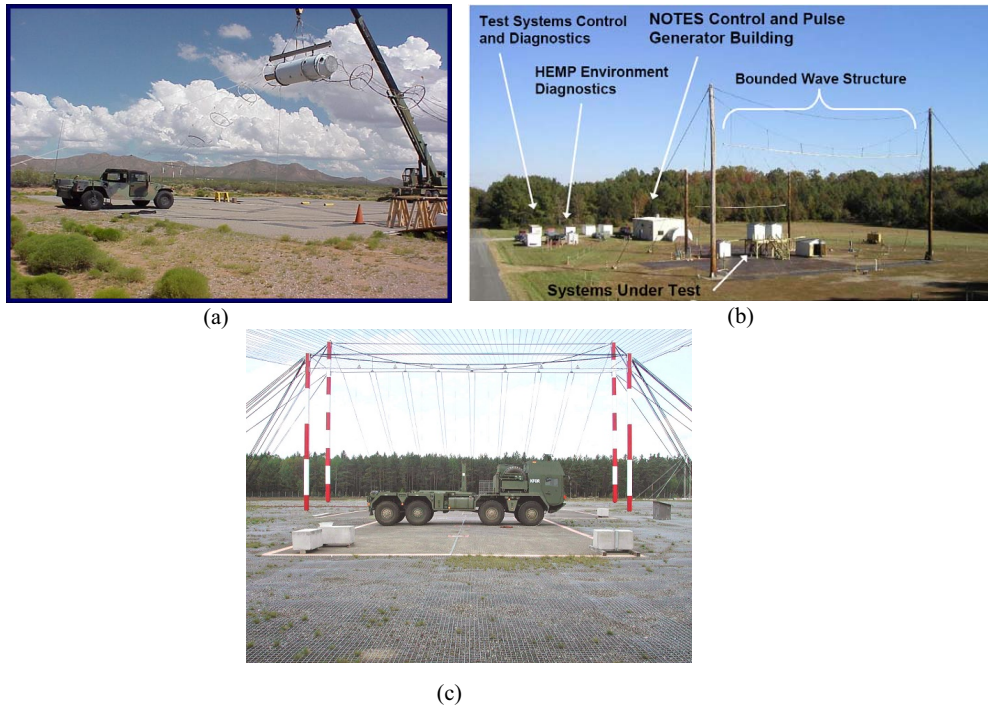 Test Systems Control
and Diagnostics
NOTES Control and Pulse
Generator Building
HEMP Environment
Diagnostics
Bounded Wave Structure
Systems Under Test
(a)
(b)
(c)